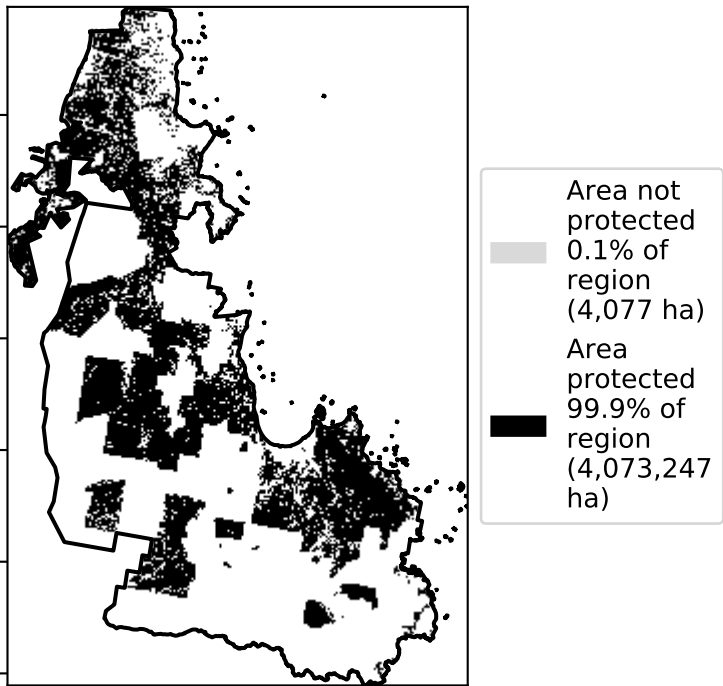 Area not
protected
0.1% of
region
(4,077 ha)
Area
protected
99.9% of
region
(4,073,247
ha)